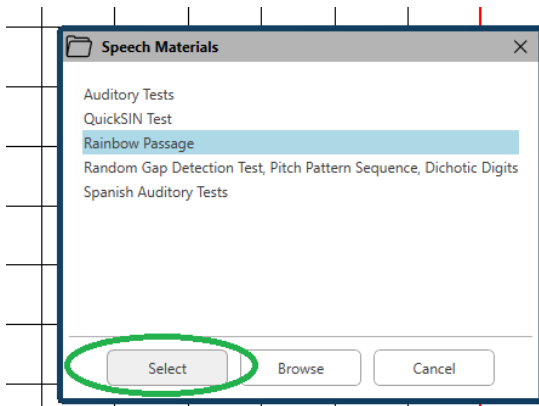 Speech Materials
Auditory Tests
QuickSIN Test
Rainbow Passage
Random Gap Detection Test, Pitch Pattern Sequence, Dichotic Digits
Spanish Auditory Tests
Select Browse Cancel